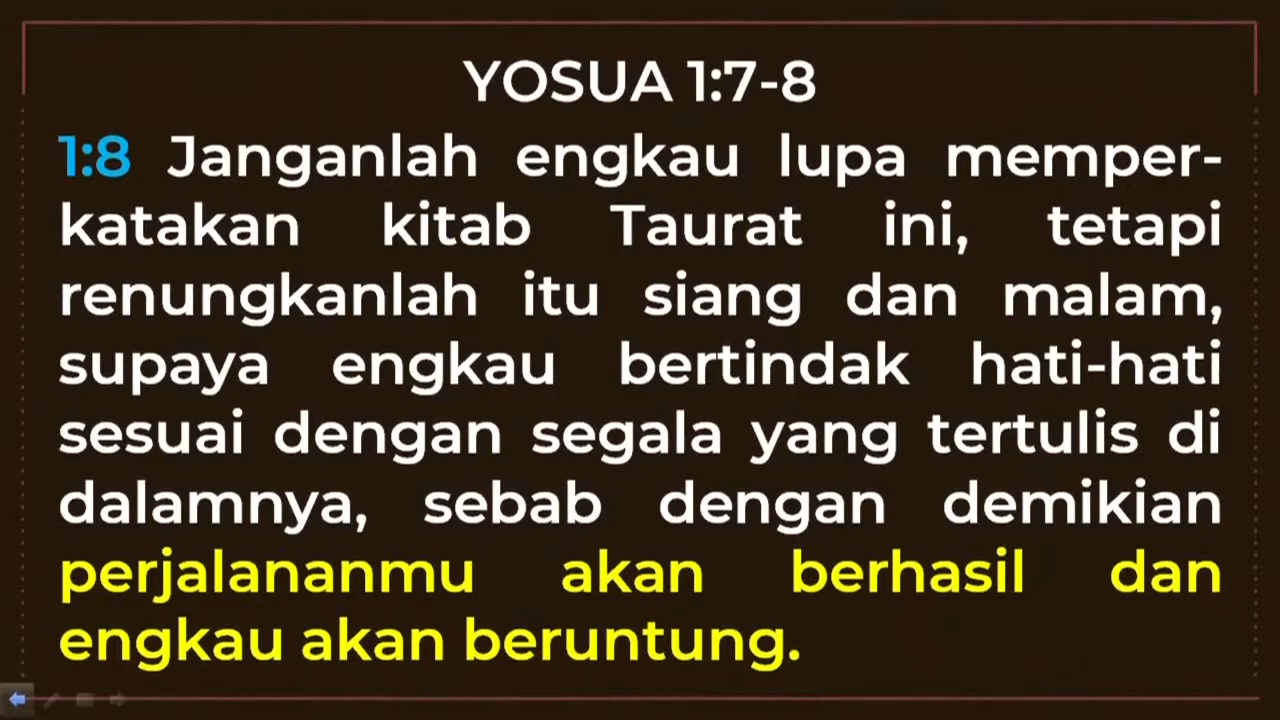 YOSUA 1:7-8
1:8 Janganlah engkau lupa memper-
katakan kitab Taurat ini, tetapi
renungkanlah itu siang dan malam,
supaya engkau bertindak hati-hati
sesuai dengan segala yang tertulis di
dalamnya, sebab dengan demikian
perjalananmu akan berhasil dan
engkau akan beruntung.